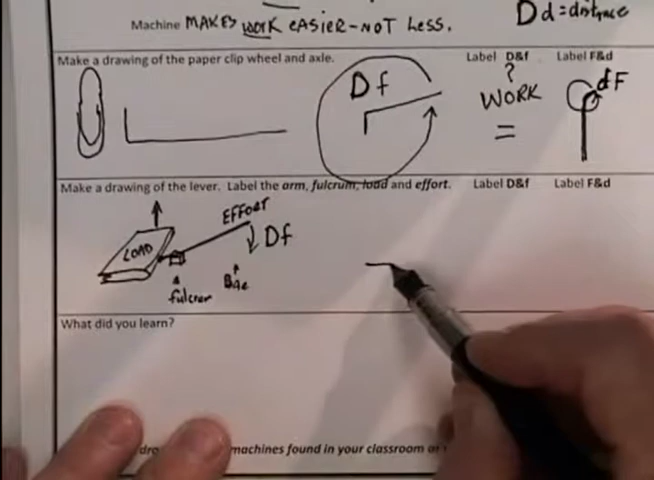 Machine MAKES WORK EASIER-NOT LESS.
Dd=distance
Make a drawing of the paper clip wheel and axle.
Label D&f
Label F&d
Df
?
WORK
=
dF
Make a drawing of the lever. Label the arm, fulcrum, load and effort.
Label D&f
Label F&d
EFFORT
LOAD
Df
fulcrum
What did you learn?
machines found in your classroom or